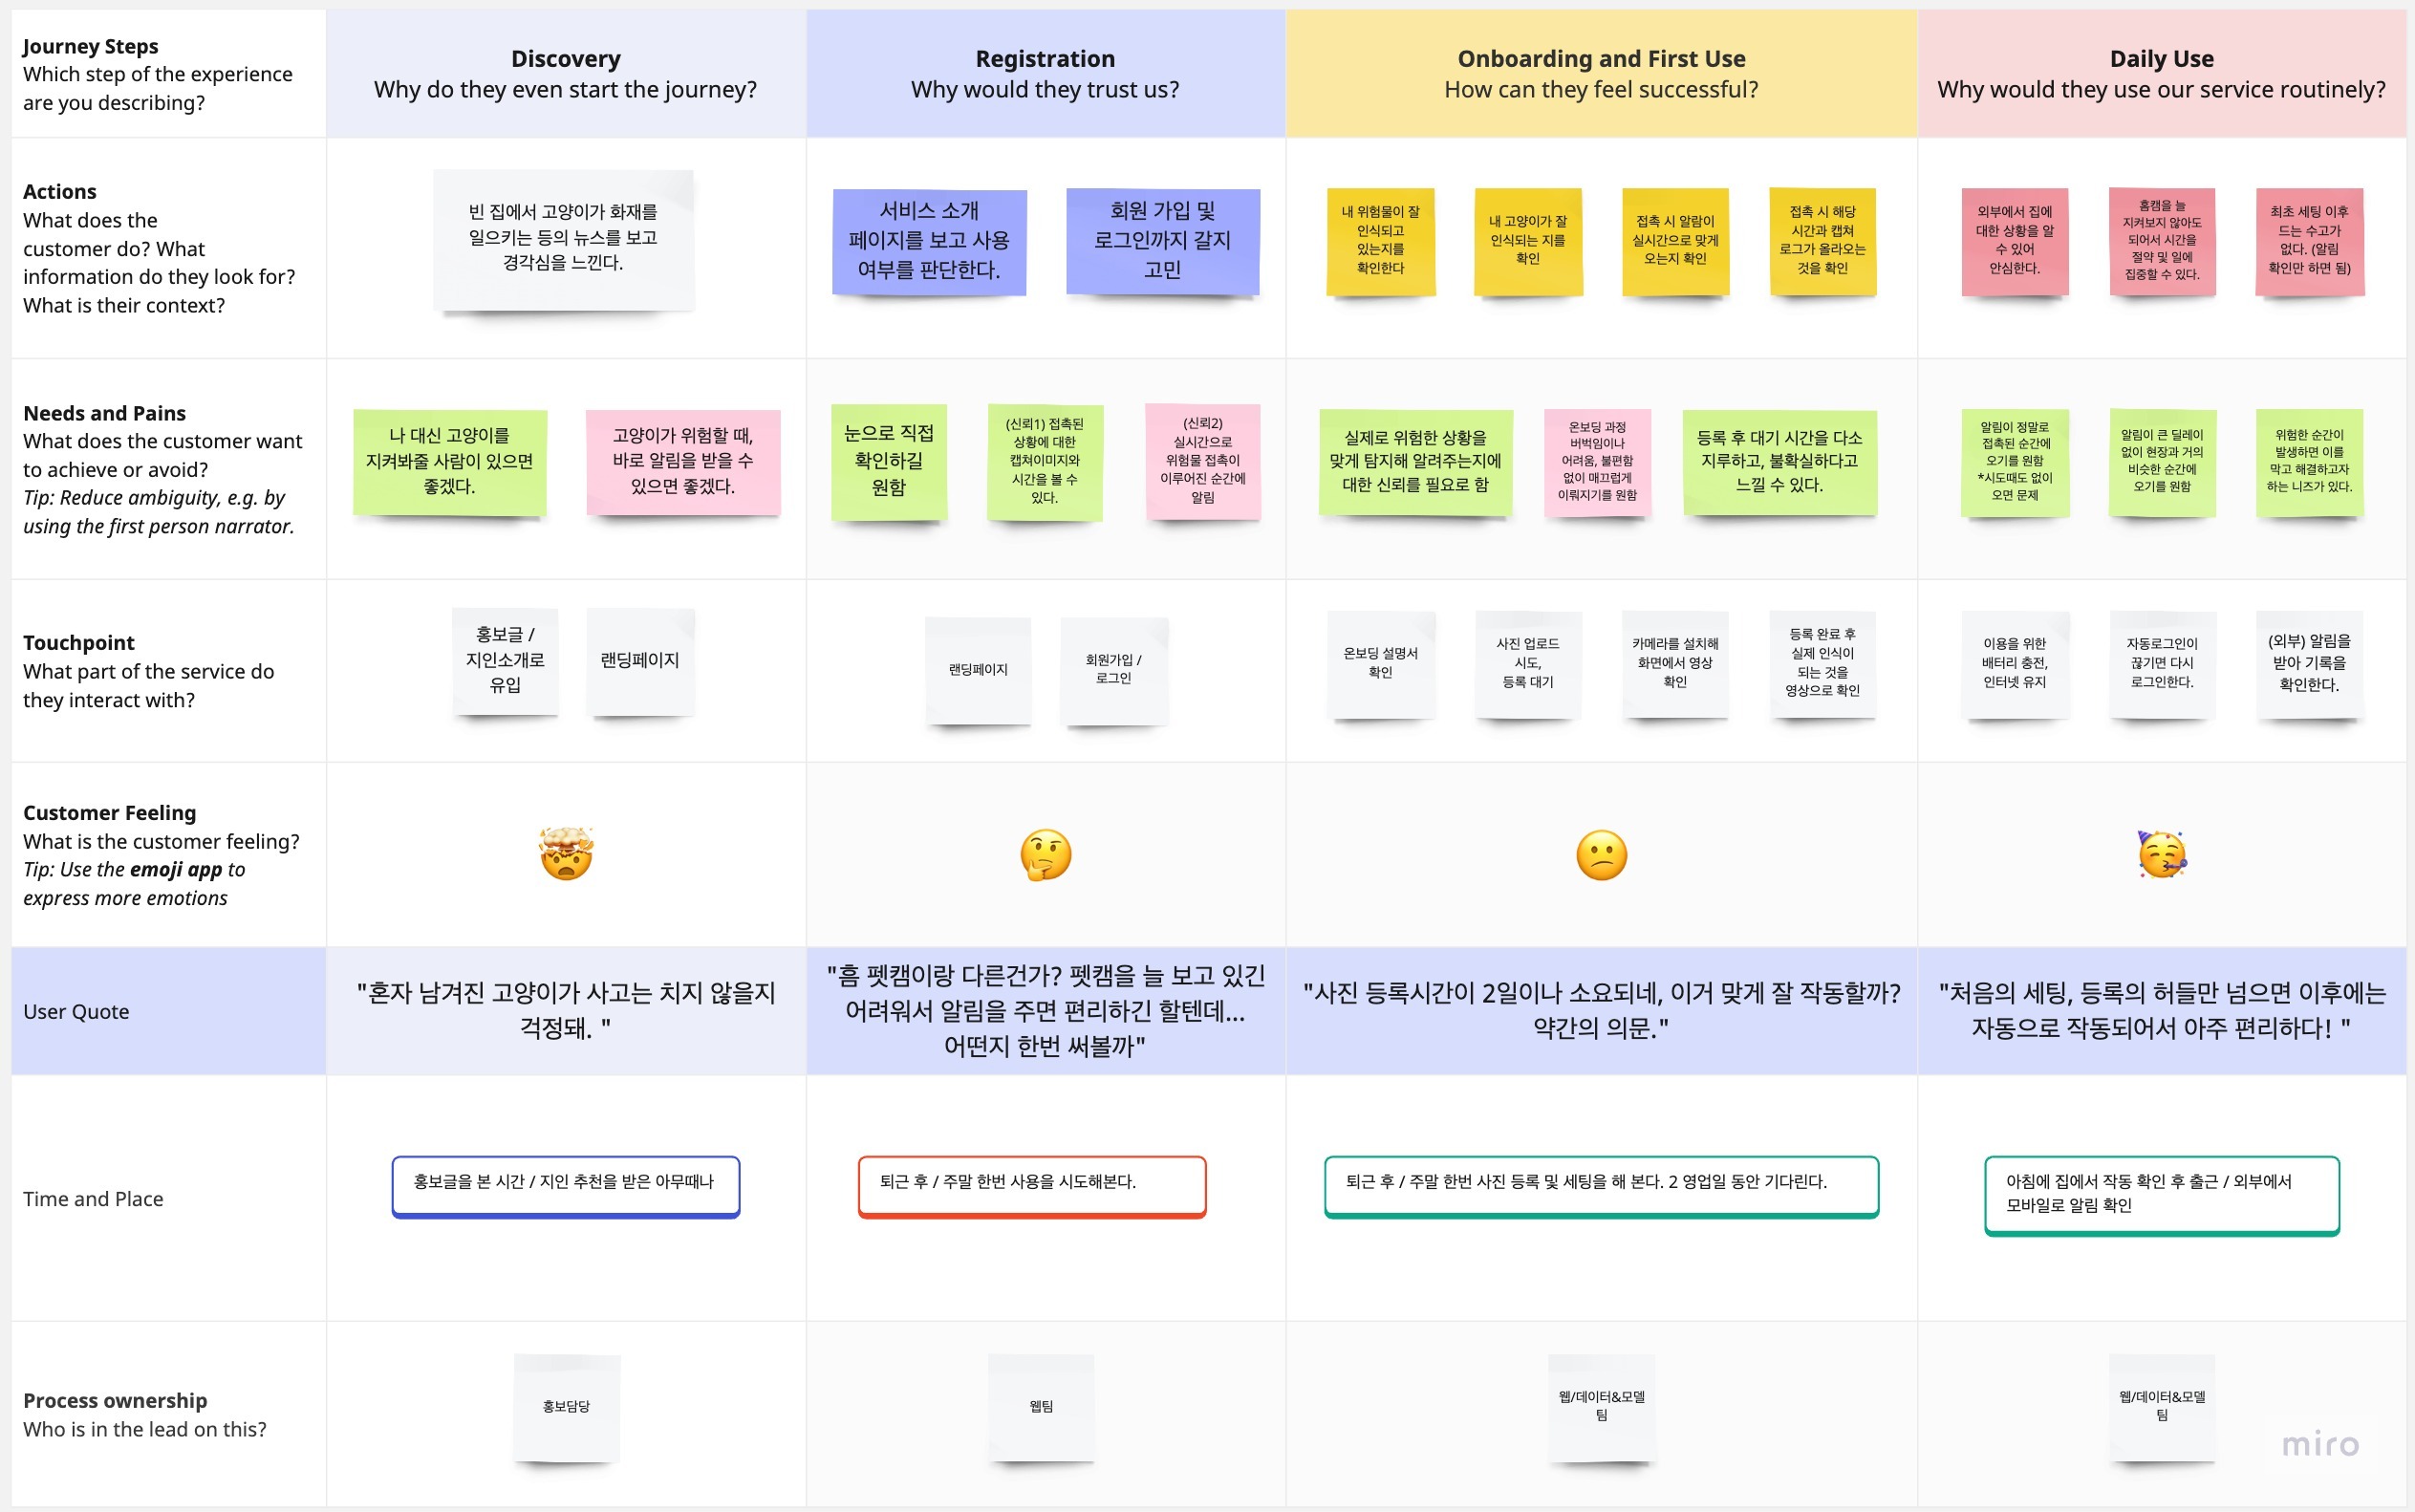 Journey Steps
Which step of the experience
are you describing?
Discovery
Why do they even start the journey?
Registration
Why would they trust us?
Onboarding and First Use
How can they feel successful?
Daily Use
Why would they use our service routinely?
Actions
What does the
customer do? What
information do they look for?
What is their context?
빈 집에서 고양이가 화재를
일으키는 등의 뉴스를 보고
경각심을 느낀다.
서비스 소개
페이지를 보고 사용
여부를 판단한다.
회원 가입 및
로그인까지 갈지
고민
내 위험물이 잘
인식되고
있는지를
확인한다
내 고양이가 잘
인식되는 지를
확인
접촉 시 알람이
실시간으로 맞게
오는지 확인
접촉 시 해당
시간과 캡쳐
로그가 올라오는
것을 확인
외부에서 집에
대한 상황을 알
수 있어
안심한다.
홈캠을 늘
지켜보지 않아도
되어서 시간을
절약 및 일에
집중할 수 있다.
최초 세팅 이후
드는 수고가
없다. (알림
확인만 하면 됨)
Needs and Pains
What does the customer want
to achieve or avoid?
Tip: Reduce ambiguity, e.g. by
using the first person narrator.
나 대신 고양이를
지켜봐줄 사람이 있으면
좋겠다.
고양이가 위험할 때,
바로 알림을 받을 수
있으면 좋겠다.
눈으로 직접
확인하길
원함
(신뢰1) 접촉된
상황에 대한
캡쳐이미지와
시간을 볼 수
있다.
(신뢰2)
실시간으로
위험물 접촉이
이루어진 순간에
알림
실제로 위험한 상황을
맞게 탐지해 알려주는지에
대한 신뢰를 필요로 함
온보딩 과정
버벅임이나
어려움, 불편함
없이 매끄럽게
이뤄지기를 원함
등록 후 대기 시간을 다소
지루하고, 불확실하다고
느낄 수 있다.
알림이 정말로
접촉된 순간에
오기를 원함
*시도때도 없이
오면 문제
알림이 큰 딜레이
없이 현장과 거의
비슷한 순간에
오기를 원함
위험한 순간이
발생하면 이를
막고 해결하고자
하는 니즈가 있다.
Touchpoint
What part of the service do
they interact with?
홍보글 /
지인소개로
유입
랜딩페이지
랜딩페이지
회원가입 /
로그인
온보딩 설명서
확인
사진 업로드
시도,
등록 대기
카메라를 설치해
화면에서 영상
확인
등록 완료 후
실제 인식이
되는 것을
영상으로 확인
이용을 위한
배터리 충전,
인터넷 유지
자동로그인이
끊기면 다시
로그인한다.
(외부) 알림을
받아 기록을
확인한다.
Customer Feeling
What is the customer feeling?
Tip: Use the emoji app to
express more emotions
User Quote
"혼자 남겨진 고양이가 사고는 치지 않을지
걱정돼. "
"흠 펫캠이랑 다른건가? 펫캠을 늘 보고 있긴
어려워서 알림을 주면 편리하긴 할텐데...
어떤지 한번 써볼까"
"사진 등록시간이 2일이나 소요되네, 이거 맞게 잘 작동할까?
약간의 의문."
"처음의 세팅, 등록의 허들만 넘으면 이후에는
자동으로 작동되어서 아주 편리하다! "
Time and Place
홍보글을 본 시간 / 지인 추천을 받은 아무때나
퇴근 후 / 주말 한번 사용을 시도해본다.
퇴근 후 / 주말 한번 사진 등록 및 세팅을 해 본다. 2 영업일 동안 기다린다.
아침에 집에서 작동 확인 후 출근 / 외부에서
모바일로 알림 확인
Process ownership
Who is in the lead on this?
홍보담당
웹팀
웹/데이터&모델
팀
웹/데이터&모델
팀
miro